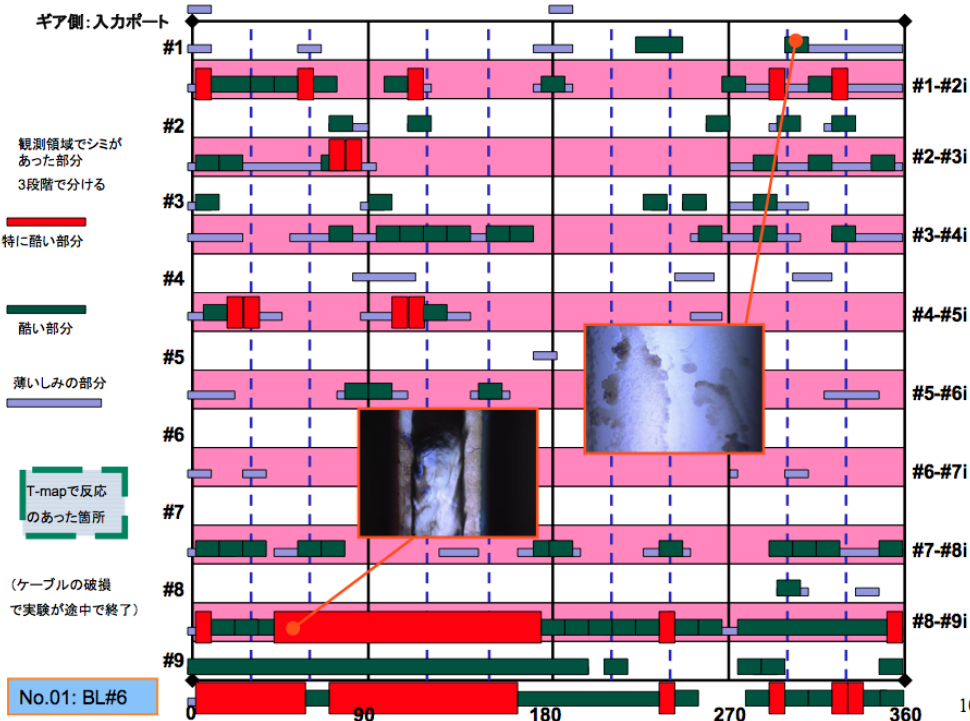 ギア側:入力ポート
#1
#1-#2i
#2
観測領域でシミが
あった部分
3段階で分ける
#2-#3i
#3
特に酷い部分
#3-#4i
#4
酷い部分
#4-#5i
#5
薄いしみの部分
#5-#6i
#6
#6-#7i
T-mapで反応
のあった箇所
#7
#7-#8i
(ケーブルの破損
で実験が途中で終了)
#8
#8-#9i
#9
No.01: BL#6
0
90
180
270
360